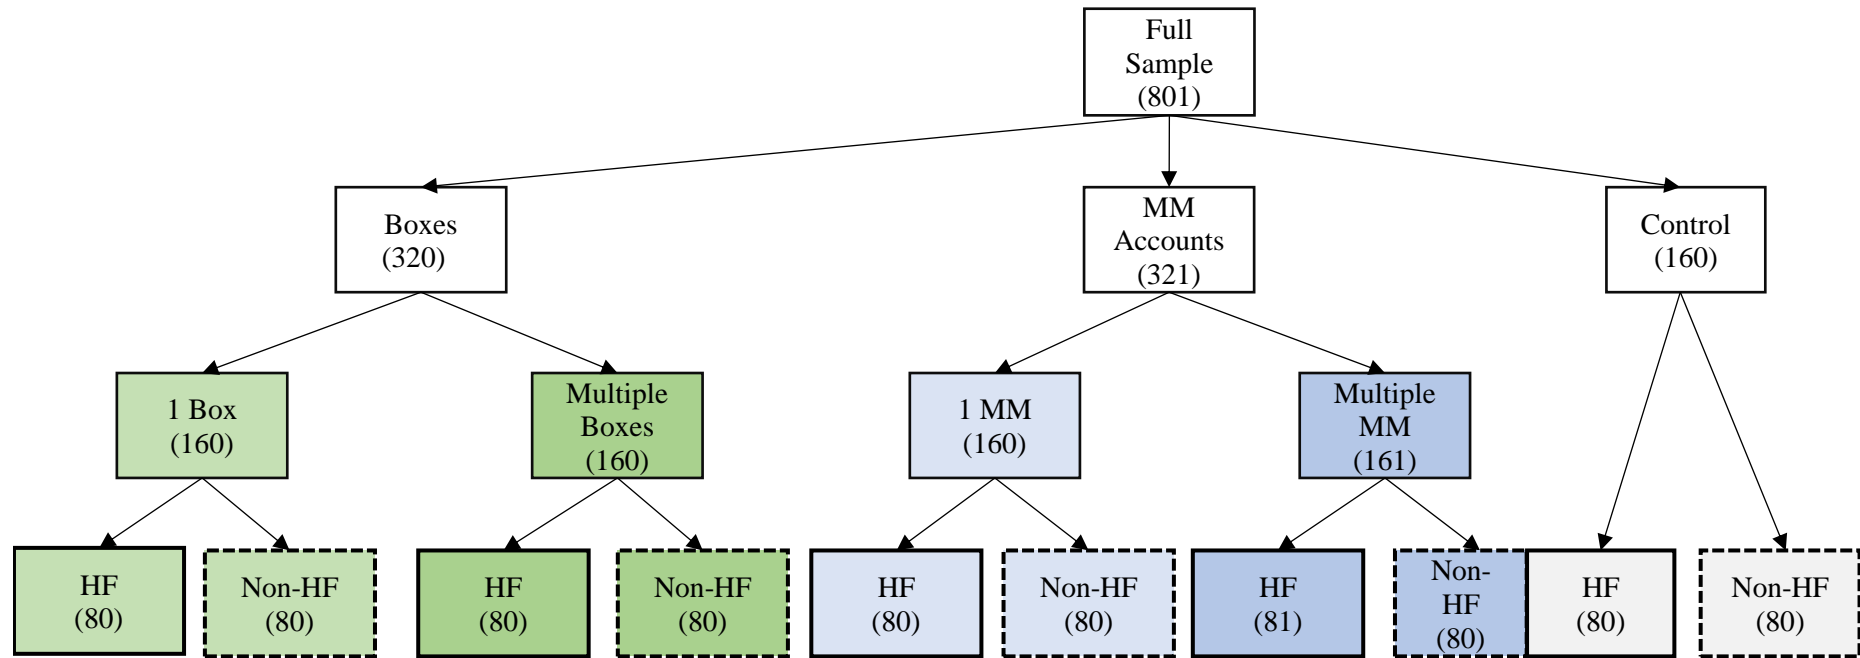 Full
Sample
(801)
Boxes
(320)
MM
Accounts
(321)
Control
(160)
1 Box
(160)
Multiple
Boxes
(160)
1 MM
(160)
Multiple
MM
(161)
HF
(80)
Non-HF
(80)
HF
(80)
Non-HF
(80)
HF
(80)
Non-HF
(80)
HF
(81)
Non-
HF
(80)
HF
(80)
Non-HF
(80)